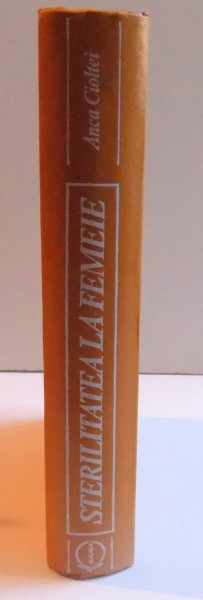 Anca Cioltei
STERILITATEA LA FEMEIE